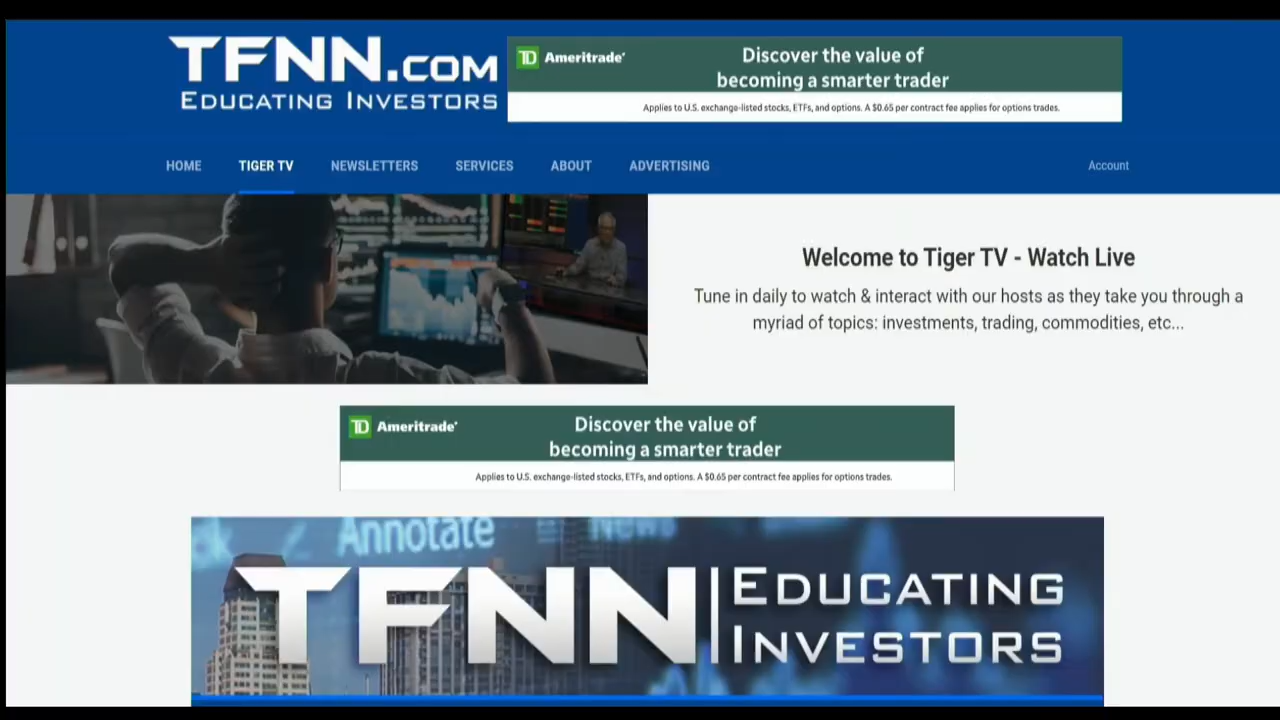 TFNN.COM
EDUCATING INVESTORS
TD Ameritrade
Discover the value of
becoming a smarter trader
Applies to U.S. exchange-listed stocks, ETFs, and options. A $0.65 per contract fee applies for options trades.
HOME TIGER TV NEWSLETTERS SERVICES ABOUT ADVERTISING Account
Welcome to Tiger TV - Watch Live
Tune in daily to watch & interact with our hosts as they take you through a
myriad of topics: investments, trading, commodities, etc...
TD Ameritrade
Discover the value of
becoming a smarter trader
Applies to U.S. exchange-listed stocks, ETFs, and options. A $0.65 per contract fee applies for options trades.
Annotate News
TFNN
EDUCATING
INVESTORS